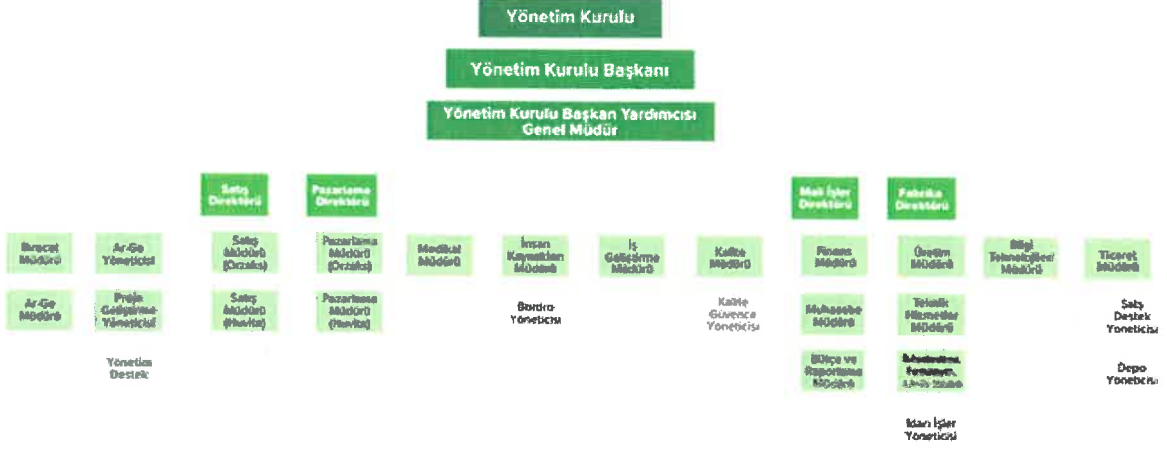 Yönetim Kurulu
Yönetim Kurulu Başkanı
Yönetim Kurulu Başkan Yardımcısı
Genel Müdür
Satış
Direktörü
Pazarlama
Direktörü
Mali İşler
Direktörü
Fabrika
Direktörü
İhracat
Müdürü
Ar-Ge
Yöneticisi
Satış
Müdürü
(Orzaks)
Pazarlama
Müdürü
(Orzaks)
Medikal
Müdürü
İnsan
Kaynakları
Müdürü
İş
Geliştirme
Müdürü
Kalite
Müdürü
Finans
Müdürü
Üretim
Müdürü
Bilgi
Teknolojileri
Müdürü
Ticaret
Müdürü
Ar-Ge
Müdürü
Proje
Geliştirme
Yöneticisi
Satış
Müdürü
(Nuvita)
Pazarlama
Müdürü
(Nuvita)
Bordro
Yöneticisi
Kalite
Güvence
Yöneticisi
Muhasebe
Müdürü
Teknik
Hizmetler
Müdürü
Satış
Destek
Yöneticisi
Yönetim
Destek
Bütçe ve
Raporlama
Müdürü
Depo
Yöneticisi
İdari İşler
Yöneticisi